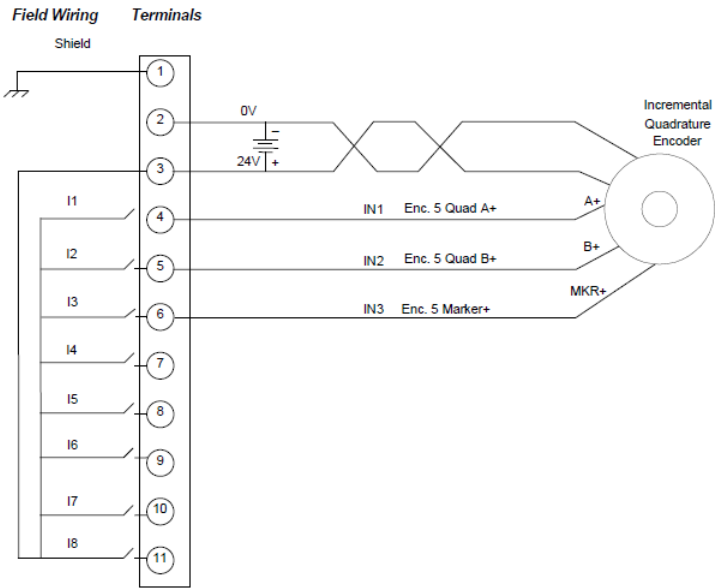 Field Wiring Terminals
Shield
1
2
0V
−
24V +
3
Incremental
Quadrature
Encoder
I1
4
IN1 Enc. 5 Quad A+
A+
I2
5
IN2 Enc. 5 Quad B+
B+
I3
6
IN3 Enc. 5 Marker+
MKR+
I4
7
I5
8
I6
9
I7
10
I8
11